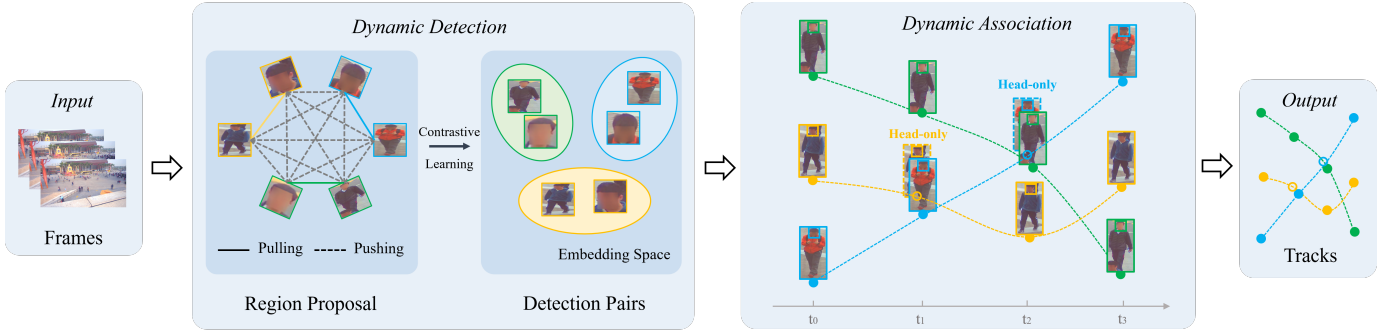 Input
Frames
Dynamic Detection
Contrastive
Learning
Pulling
Pushing
Embedding Space
Region Proposal
Detection Pairs
Dynamic Association
Head-only
Head-only
t0
t1
t2
t3
Output
Tracks